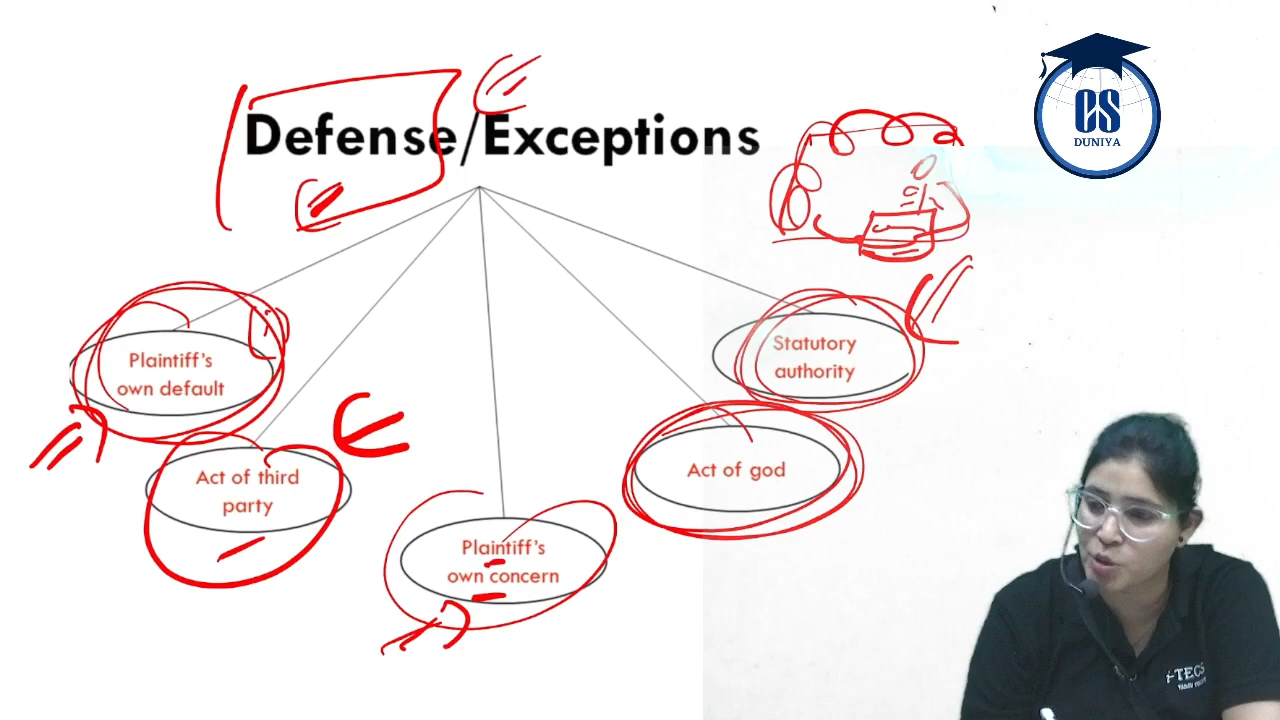 Defense/Exceptions
CS
DUNIYA
Plaintiff's
own default
Act of third
party
Plaintiff's
own concern
Act of god
Statutory
authority